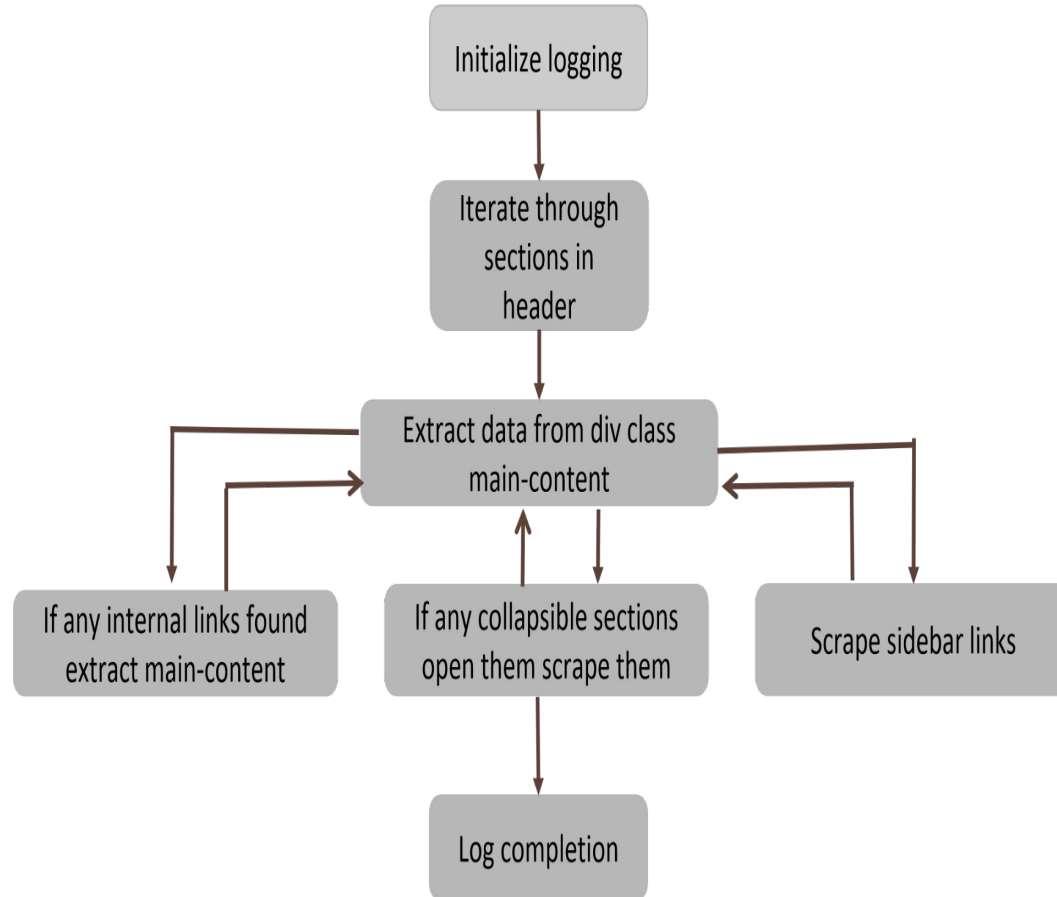 Initialize logging
Iterate through
sections in
header
Extract data from div class
main-content
If any internal links found
extract main-content
If any collapsible sections
open them scrape them
Scrape sidebar links
Log completion